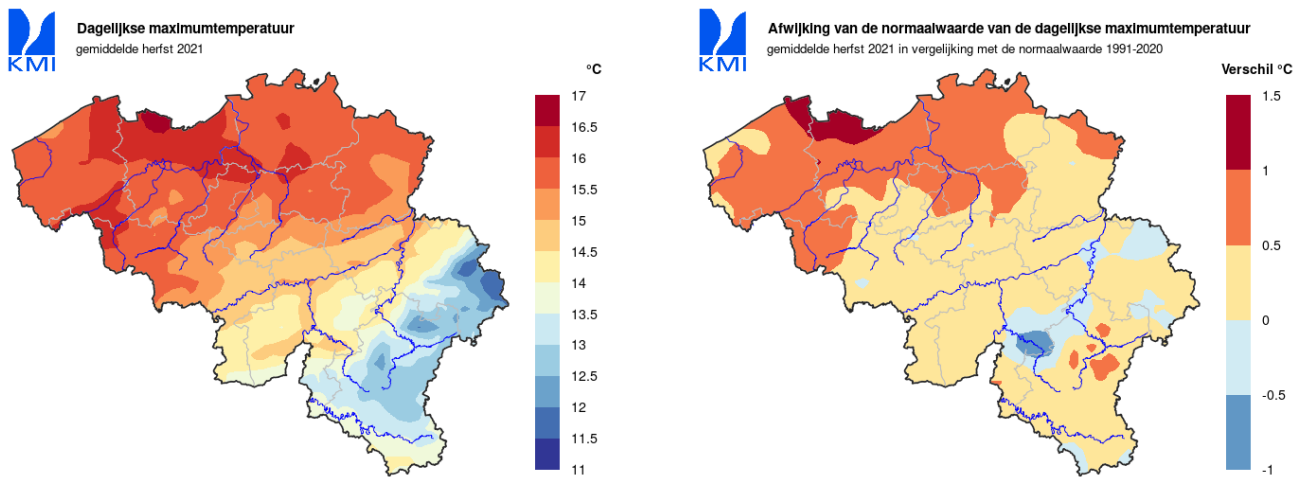 Dagelijkse maximumtemperatuur
gemiddelde herfst 2021
KMI
°C
17
16.5
16
15.5
15
14.5
14
13.5
13
12.5
12
11.5
11
Afwijking van de normaalwaarde van de dagelijkse maximumtemperatuur
gemiddelde herfst 2021 in vergelijking met de normaalwaarde 1991-2020
KMI
Verschil °C
1.5
1
0.5
0
-0.5
-1